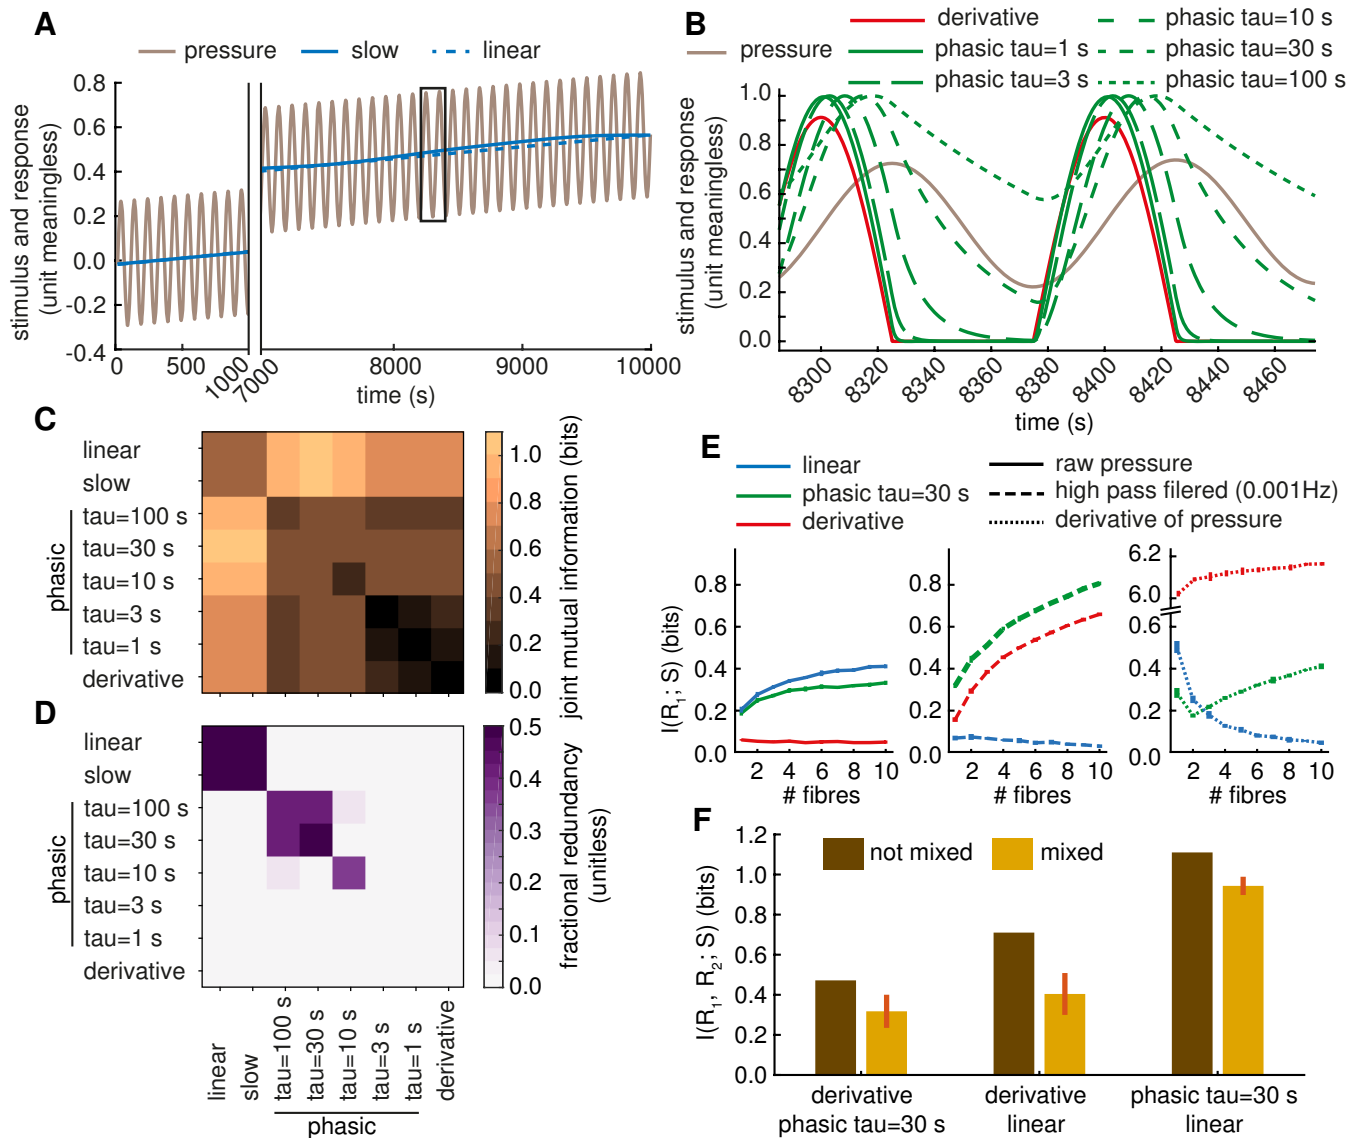 A
pressure slow linear
stimulus and response
(unit meaningless)
0.8
0.6
0.4
0.2
0.0
-0.2
-0.4
0 500 1000 7000 8000 9000 10000
time (s)
B
pressure
derivative
phasic tau=1 s
phasic tau=3 s
phasic tau=10 s
phasic tau=30 s
phasic tau=100 s
stimulus and response
(unit meaningless)
1.0
0.8
0.6
0.4
0.2
0.0
8300 8320 8340 8360 8380 8400 8420 8440 8460
time (s)
C
linear
slow
phasic
tau=100 s
tau=30 s
tau=10 s
tau=3 s
tau=1 s
derivative
1.0
0.8
0.6
0.4
0.2
0.0
joint mutual information (bits)
D
linear
slow
phasic
tau=100 s
tau=30 s
tau=10 s
tau=3 s
tau=1 s
derivative
0.5
0.4
0.3
0.2
0.1
0.0
fractional redundancy
(unitless)
linear
slow
tau=100 s
tau=30 s
tau=10 s
tau=3 s
tau=1 s
derivative
phasic
E
linear
phasic tau=30 s
derivative
raw pressure
high pass filered (0.001Hz)
derivative of pressure
I(R₁; S) (bits)
0.8
0.6
0.4
0.2
0.0
2 4 6 8 10
# fibres
0.8
0.6
0.4
0.2
0.0
2 4 6 8 10
# fibres
6.2
6.0
0.6
0.4
0.2
0.0
2 4 6 8 10
# fibres
F
not mixed mixed
I(R₁, R₂; S) (bits)
1.2
1.0
0.8
0.6
0.4
0.2
0.0
derivative
phasic tau=30 s
derivative
linear
phasic tau=30 s
linear